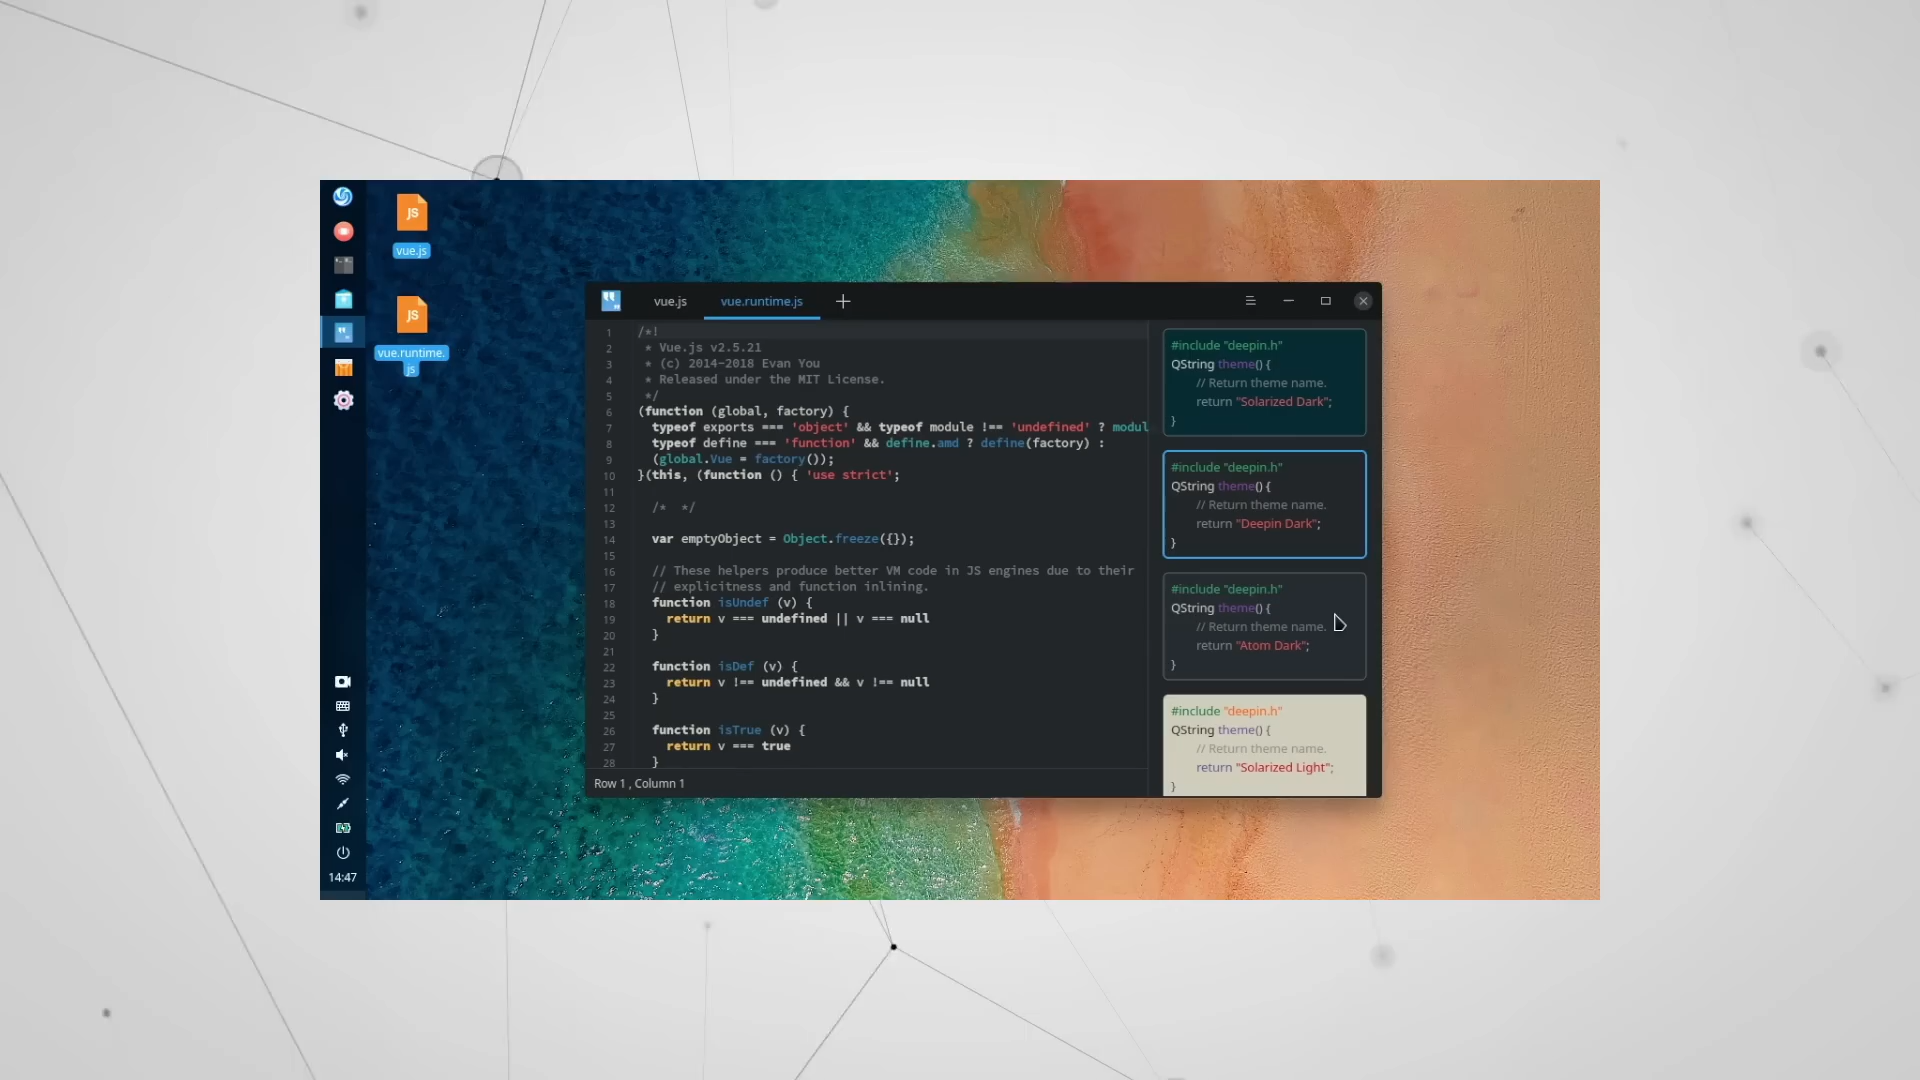 JS
vue.js
JS
vue.runtime.
js
14:47
vue.js
vue.runtime.js
1 /*!
2 * Vue.js v2.5.21
3 * (c) 2014-2018 Evan You
4 * Released under the MIT License.
5 */
6 (function (global, factory) {
7 typeof exports === 'object' && typeof module !== 'undefined' ? modul
8 typeof define === 'function' && define.amd ? define(factory) :
9 (global.Vue = factory());
10 }(this, (function () { 'use strict';
11
12 /* */
13
14 var emptyObject = Object.freeze({});
15
16 // These helpers produce better VM code in JS engines due to their
17 // explicitness and function inlining.
18 function isUndef (v) {
19 return v === undefined || v === null
20 }
21
22 function isDef (v) {
23 return v !== undefined && v !== null
24 }
25
26 function isTrue (v) {
27 return v === true
28 }
Row 1 , Column 1
#include "deepin.h"
QString theme() {
// Return theme name.
return "Solarized Dark";
}
#include "deepin.h"
QString theme() {
// Return theme name.
return "Deepin Dark";
}
#include "deepin.h"
QString theme() {
// Return theme name.
return "Atom Dark";
}
#include "deepin.h"
QString theme() {
// Return theme name.
return "Solarized Light";
}